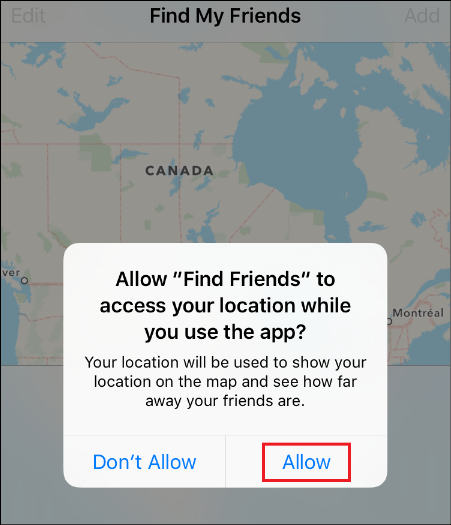 Edit Find My Friends Add
CANADA
ver
Montréal
Allow ”Find Friends” to
access your location while
you use the app?
Your location will be used to show your
location on the map and see how far
away your friends are.
Don’t Allow Allow